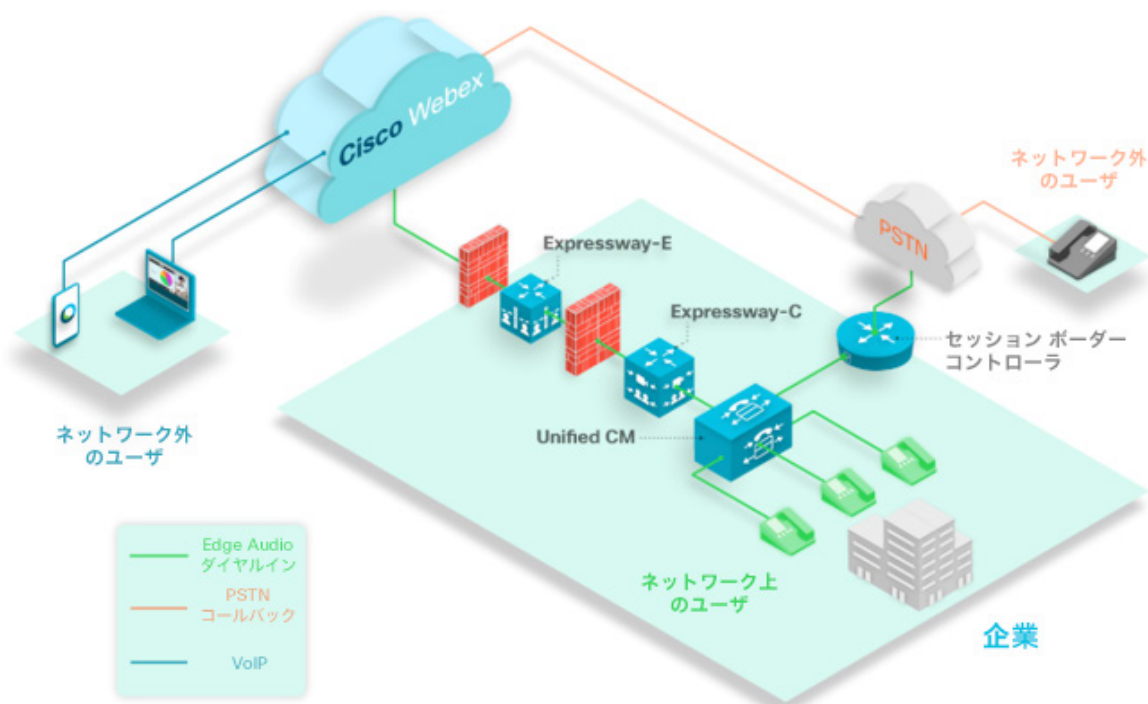 Cisco Webex
ネットワーク外
のユーザ
PSTN
Expressway-E
Expressway-C
セッション ボーダー
コントローラ
Unified CM
ネットワーク外
のユーザ
ネットワーク上
のユーザ
企業
Edge Audio
ダイヤルイン
PSTN
コールバック
VoIP